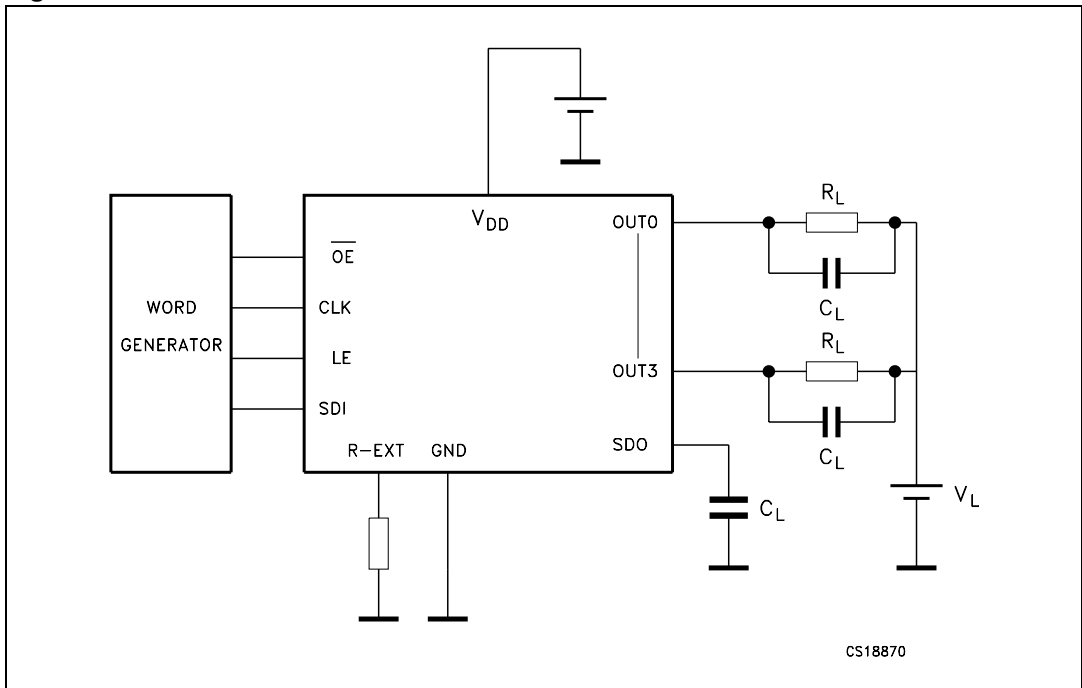 V_DD
OUT0
R_L
OE
WORD
CLK
C_L
GENERATOR
R_L
LE
OUT3
SDI
SDO
C_L
R-EXT
GND
C_L
V_L
CS18870